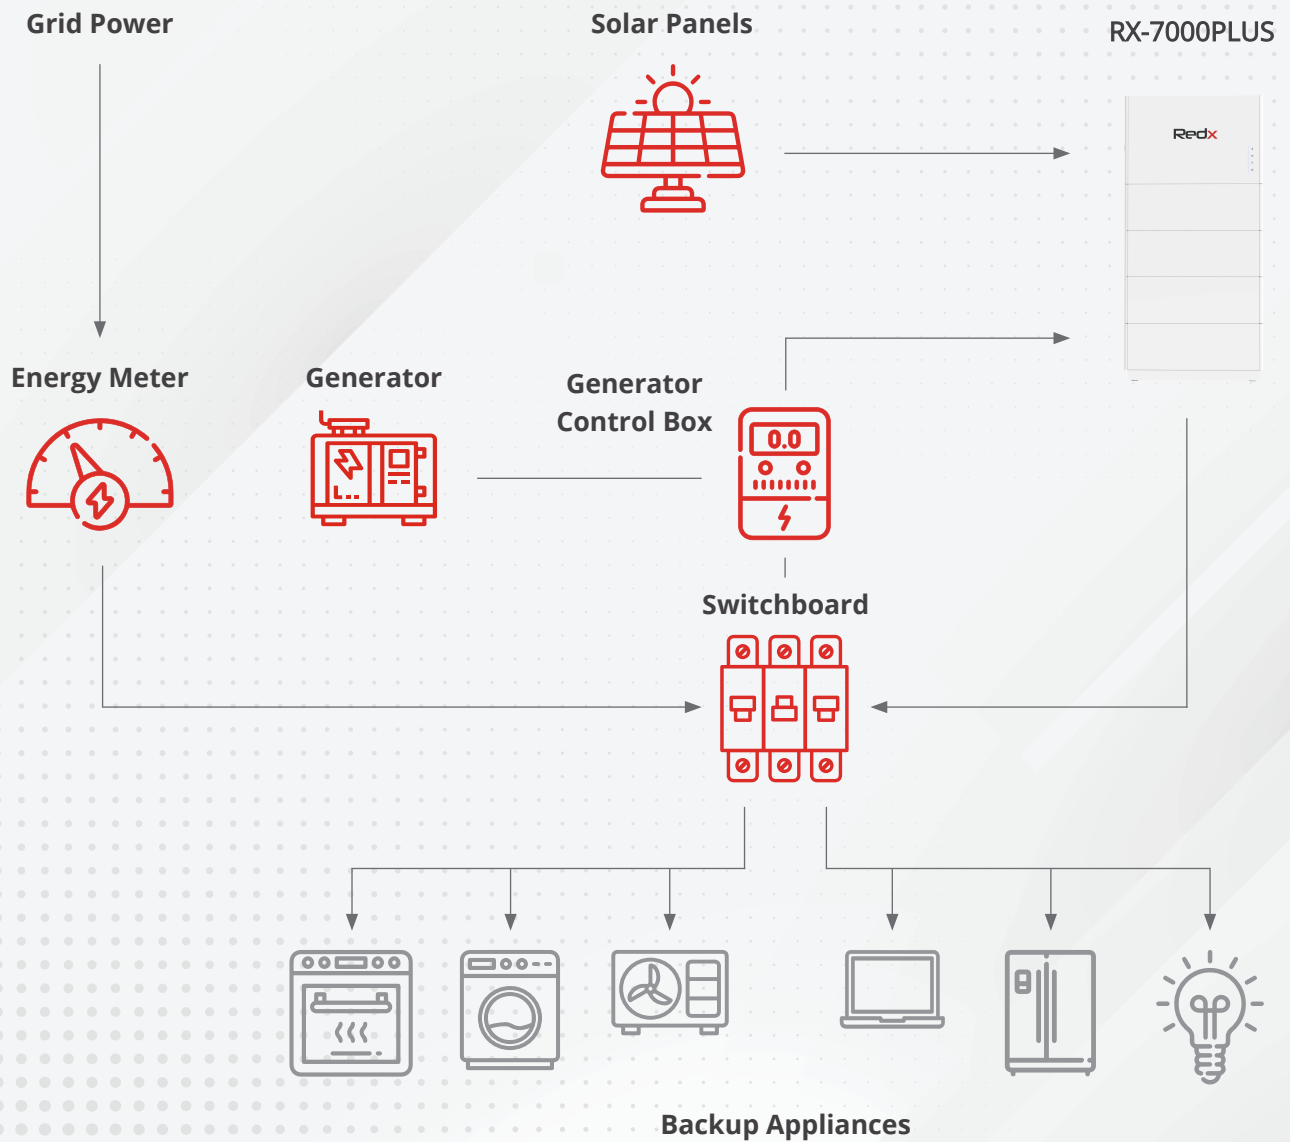 Grid Power
Solar Panels
RX-7000PLUS
Redx
Energy Meter
Generator
Generator
Control Box
0.0
Switchboard
Backup Appliances